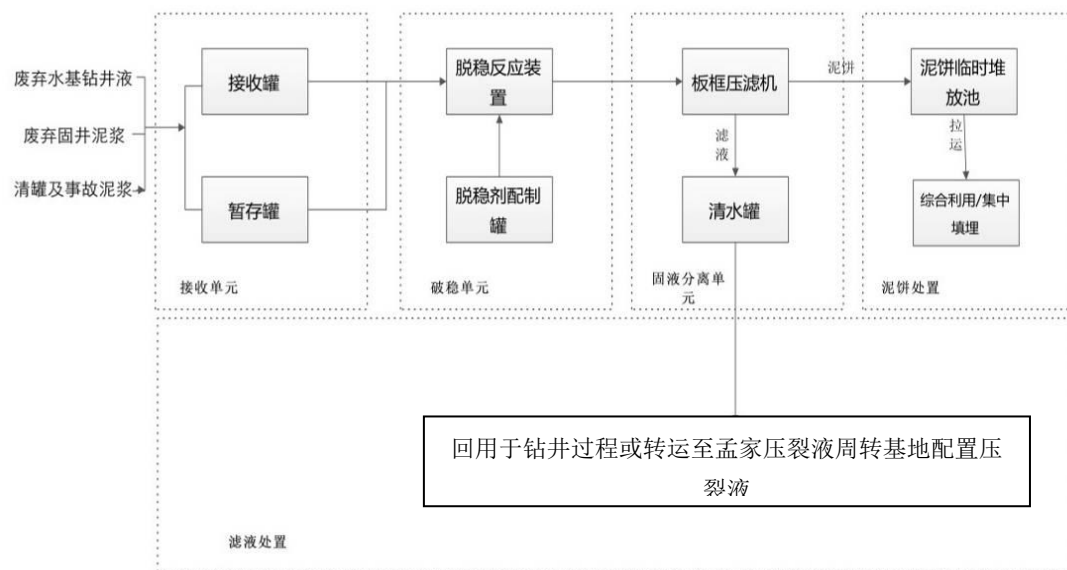 废弃水基钻井液
废弃固井泥浆
清罐及事故泥浆
接收罐
暂存罐
接收单元
脱稳反应装
置
脱稳剂配制
罐
破稳单元
板框压滤机
滤
液
清水罐
固液分离单
元
泥饼
泥饼临时堆
放池
拉
运
综合利用/集中
填埋
泥饼处置
回用于钻井过程或转运至孟家压裂液周转基地配置压
裂液
滤液处置